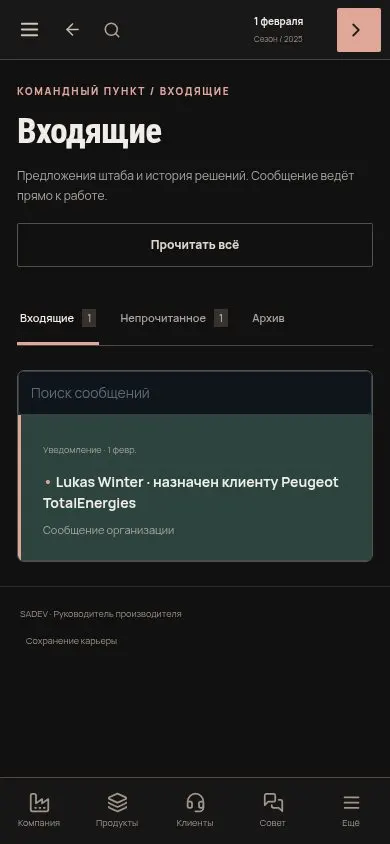 1 февраля
Сезон / 2025
КОМАНДНЫЙ ПУНКТ / ВХОДЯЩИЕ
Входящие
Предложения штаба и история решений. Сообщение ведёт
прямо к работе.
Прочитать всё
Входящие 1 Непрочитанное 1 Архив
Поиск сообщений
Уведомление · 1 февр.
• Lukas Winter · назначен клиенту Peugeot
TotalEnergies
Сообщение организации
SADEV · Руководитель производителя
Сохранение карьеры
Компания Продукты Клиенты Совет Ещё